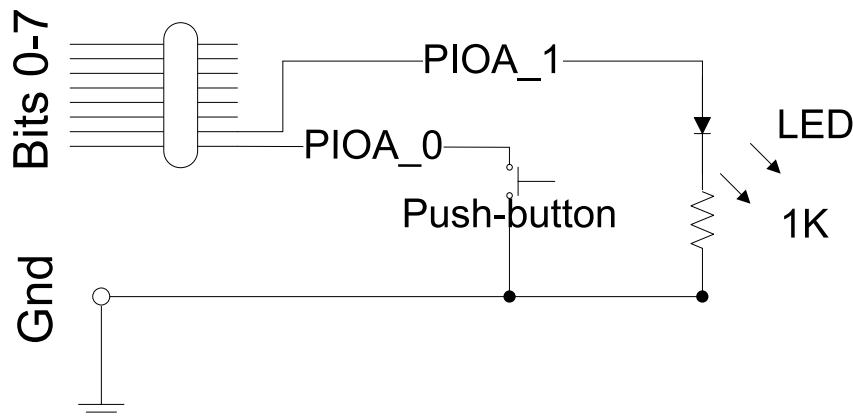 Bits 0-7
PIOA_1
PIOA_0
LED
Push-button
1K
Gnd